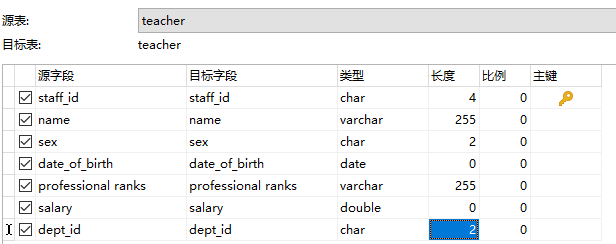 源表: teacher
目标表: teacher
源字段 目标字段 类型 长度 比例 主键
staff_id staff_id char 4 0
name name varchar 255 0
sex sex char 2 0
date_of_birth date_of_birth date 0 0
professional ranks professional ranks varchar 255 0
salary salary double 0 0
dept_id dept_id char 2 0